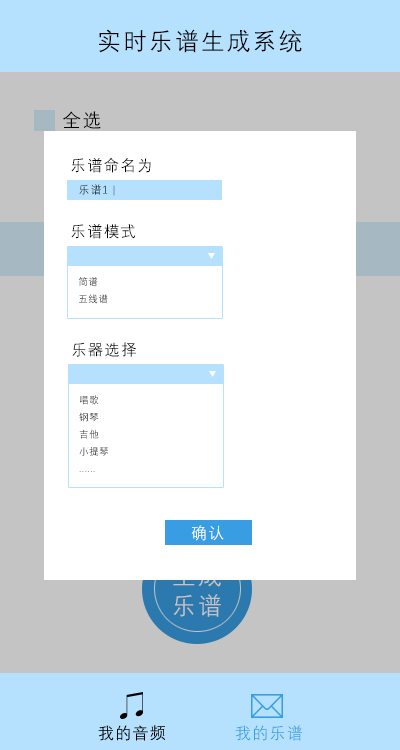 实时乐谱生成系统
全选
乐谱命名为
乐谱1 |
乐谱模式
简谱
五线谱
乐器选择
唱歌
钢琴
吉他
小提琴
......
确认
生成
乐谱
我的音频
我的乐谱